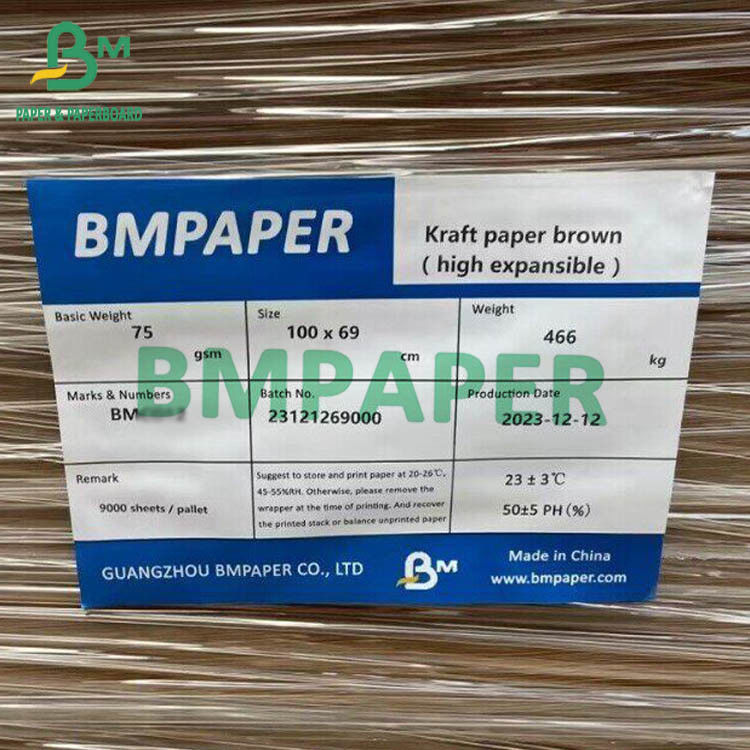 BM
PAPER & PAPERBOARD
BMPAPER
Kraft paper brown
( high expansible )
Basic Weight
75
gsm
Size
100 x 69
cm
Weight
466
kg
BMPAPER
Marks & Numbers
BM
Batch No.
23121269000
Production Date
2023-12-12
Remark
9000 sheets / pallet
Suggest to store and print paper at 20-26℃,
45-55%RH. Otherwise, please remove the
wrapper at the time of printing. And recover
the printed stack or balance unprinted paper
23 ± 3℃
50±5 PH (%)
GUANGZHOU BMPAPER CO., LTD
BM
Made in China
www.bmpaper.com